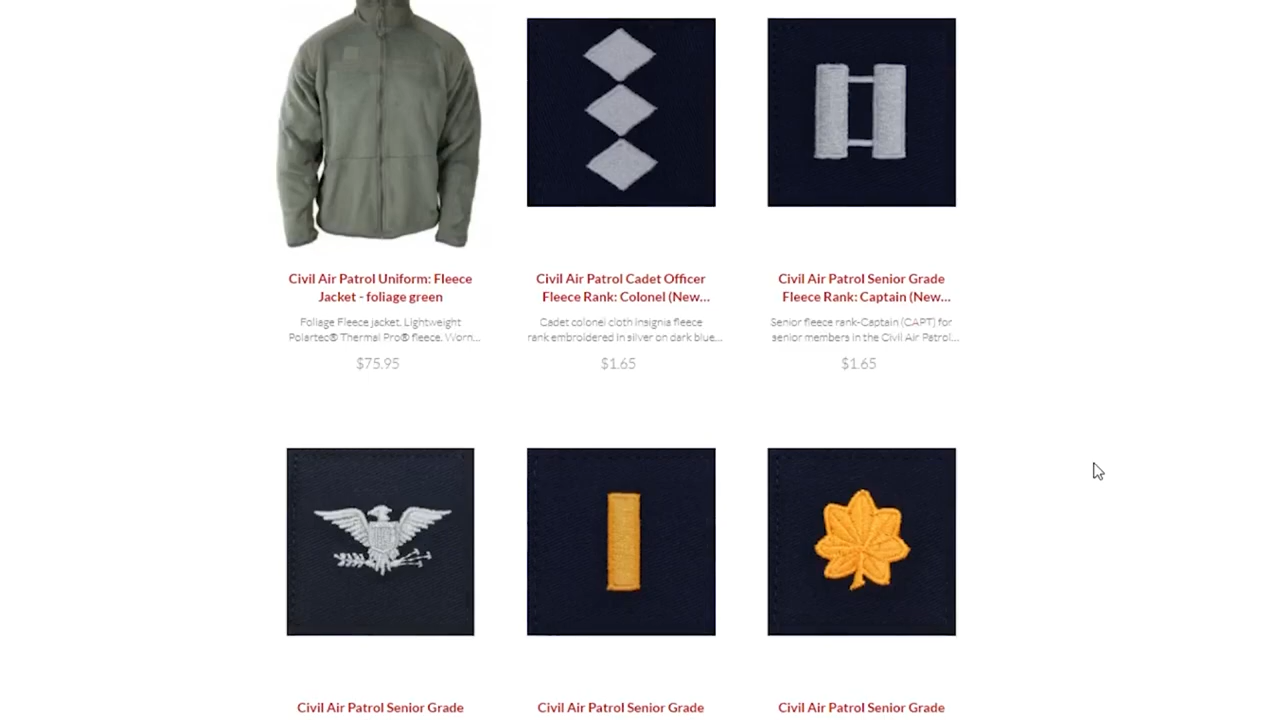 Civil Air Patrol Uniform: Fleece
Jacket - foliage green
Foliage Fleece jacket. Lightweight
Polartec® Thermal Pro® fleece. Worn...
$75.95
Civil Air Patrol Cadet Officer
Fleece Rank: Colonel (New...
Cadet colonel cloth insignia fleece
rank embroidered in silver on dark blue...
$1.65
Civil Air Patrol Senior Grade
Fleece Rank: Captain (New...
Senior fleece rank-Captain (CAPT) for
senior members in the Civil Air Patrol...
$1.65
Civil Air Patrol Senior Grade
Civil Air Patrol Senior Grade
Civil Air Patrol Senior Grade